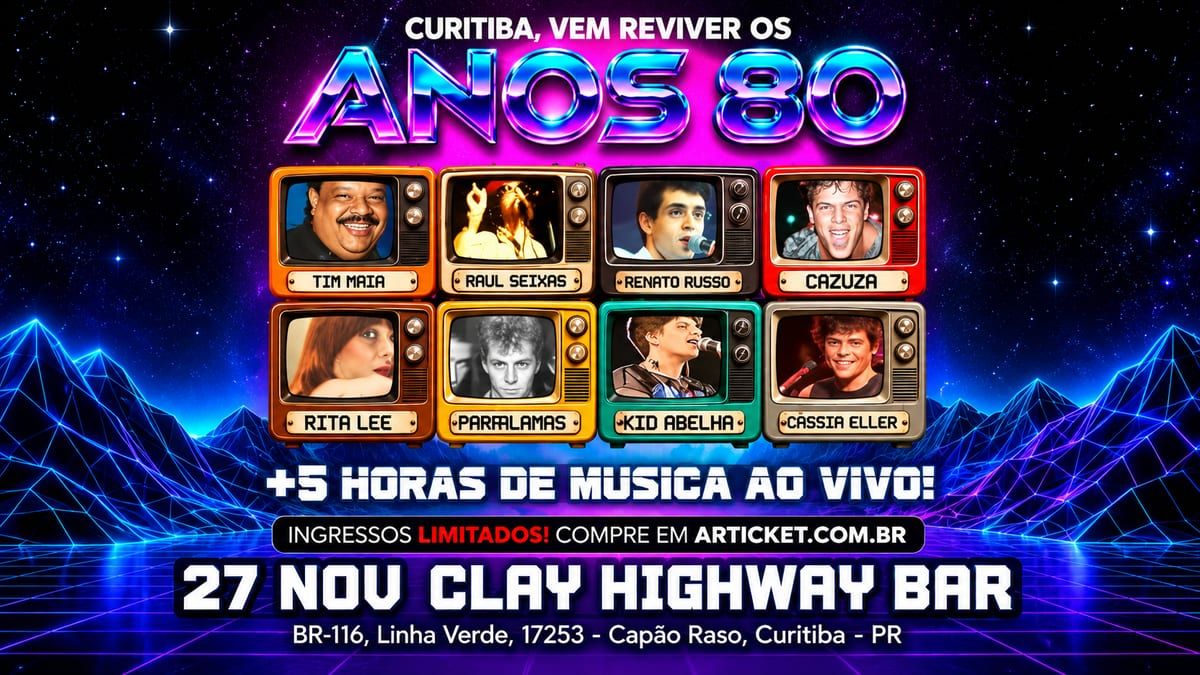 CURITIBA, VEM REVIVER OS
ANOS 80
TIM MAIA
RAUL SEIXAS
RENATO RUSSO
CAZUZA
RITA LEE
PARRALAMAS
KID ABELHA
CÁSSIA ELLER
+5 HORAS DE MUSICA AO VIVO!
INGRESSOS LIMITADOS! COMPRE EM ARTICKET.COM.BR
27 NOV CLAY HIGHWAY BAR
BR-116, Linha Verde, 17253 - Capão Raso, Curitiba - PR